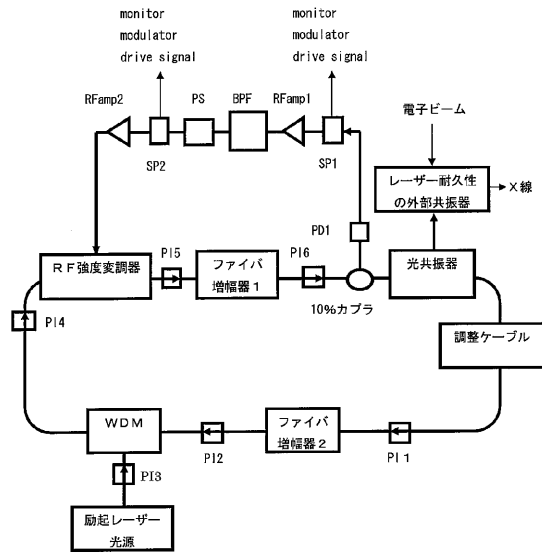 monitor
modulator
drive signal
monitor
modulator
drive signal
RFamp2
PS
BPF
RFamp1
SP2
SP1
電子ビーム
レーザー耐久性
の外部共振器
X線
PD1
RF強度変調器
PI5
ファイバ
増幅器1
PI6
10%カプラ
光共振器
PI4
調整ケーブル
WDM
PI2
ファイバ
増幅器2
PI1
PI3
励起レーザー
光源